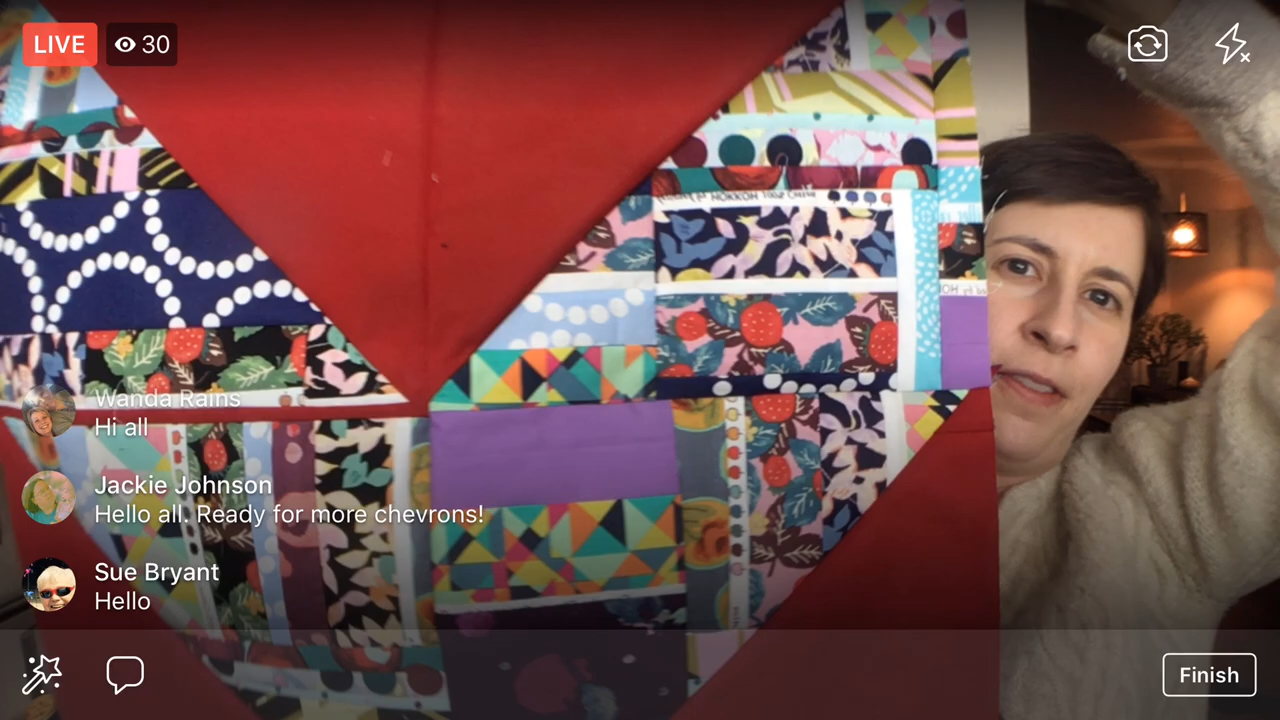 LIVE
30
Wanda Rains
Hi all
Jackie Johnson
Hello all. Ready for more chevrons!
Sue Bryant
Hello
Finish